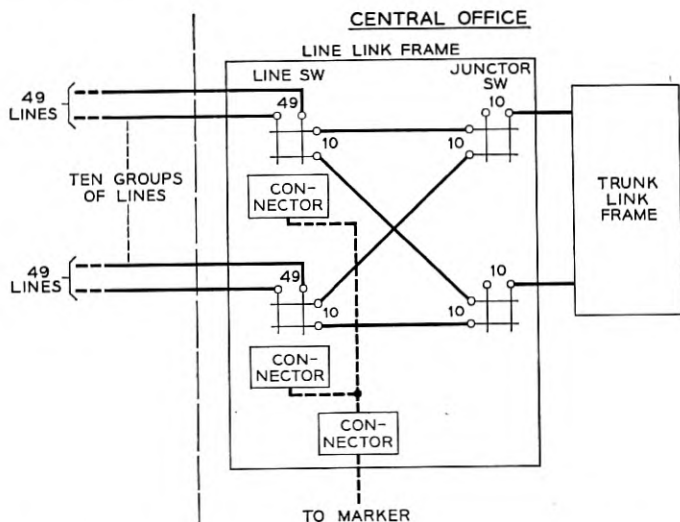 CENTRAL OFFICE
LINE LINK FRAME
LINE SW
JUNCTOR
SW
49
LINES
49
10
10
10
10
TEN GROUPS
OF LINES
CON-
NECTOR
TRUNK
LINK
FRAME
49
LINES
49
10
10
10
CON-
NECTOR
CON-
NECTOR
TO MARKER